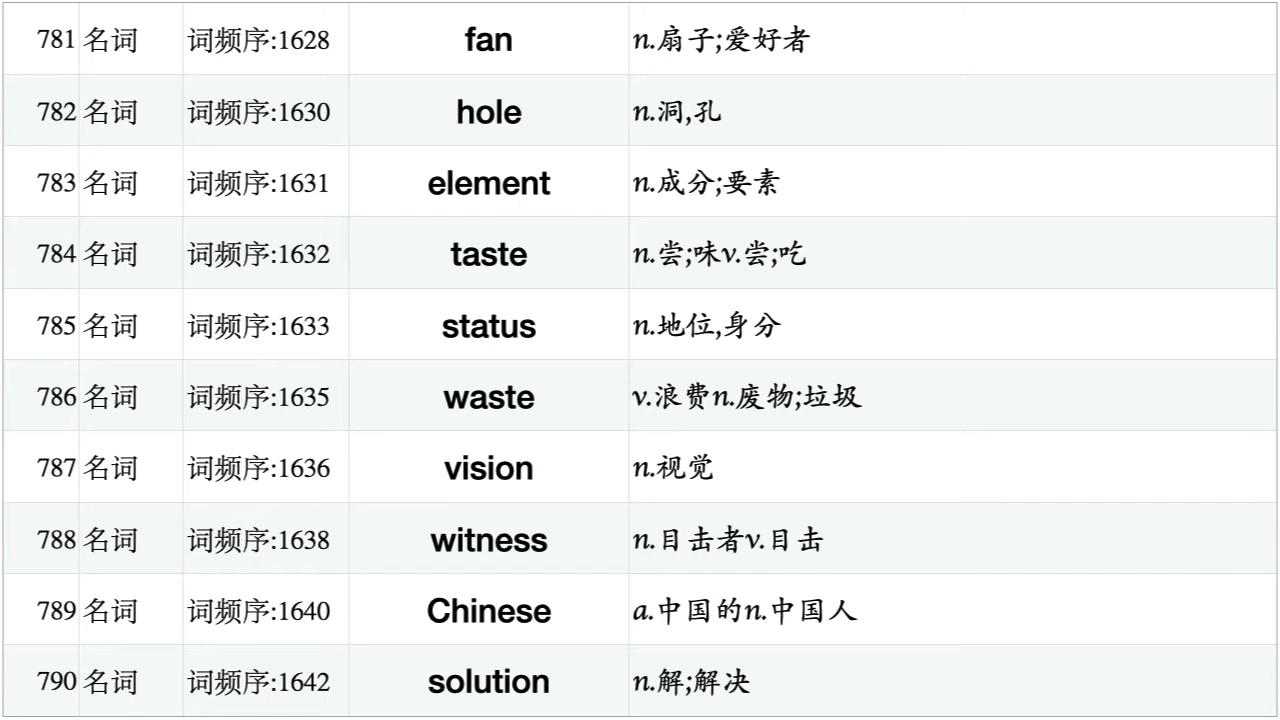 781 名词 词频序:1628 fan n.扇子;爱好者
782 名词 词频序:1630 hole n.洞,孔
783 名词 词频序:1631 element n.成分;要素
784 名词 词频序:1632 taste n.尝;味v.尝;吃
785 名词 词频序:1633 status n.地位,身分
786 名词 词频序:1635 waste v.浪费n.废物;垃圾
787 名词 词频序:1636 vision n.视觉
788 名词 词频序:1638 witness n.目击者v.目击
789 名词 词频序:1640 Chinese a.中国的n.中国人
790 名词 词频序:1642 solution n.解;解决